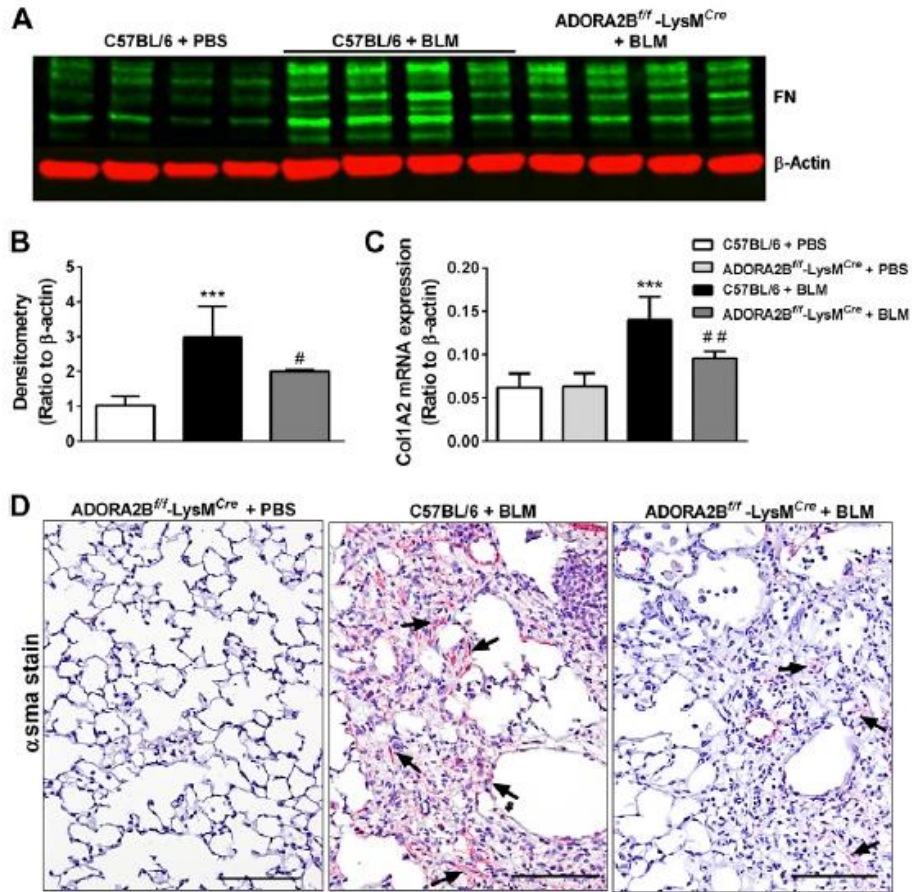 A
C57BL/6 + PBS
C57BL/6 + BLM
ADORA2Bf/f -LysMCre
+ BLM
FN
β-Actin
B
Densitometry
(Ratio to β-actin)
5
4
3
2
1
0
***
#
C
Col1A2 mRNA expression
(Ratio to β-actin)
0.20
0.15
0.10
0.05
0.00
***
##
C57BL/6 + PBS
ADORA2Bf/f-LysMCre + PBS
C57BL/6 + BLM
ADORA2Bf/f-LysMCre + BLM
D
ADORA2Bf/f-LysMCre + PBS
C57BL/6 + BLM
ADORA2Bf/f -LysMCre + BLM
αsma stain